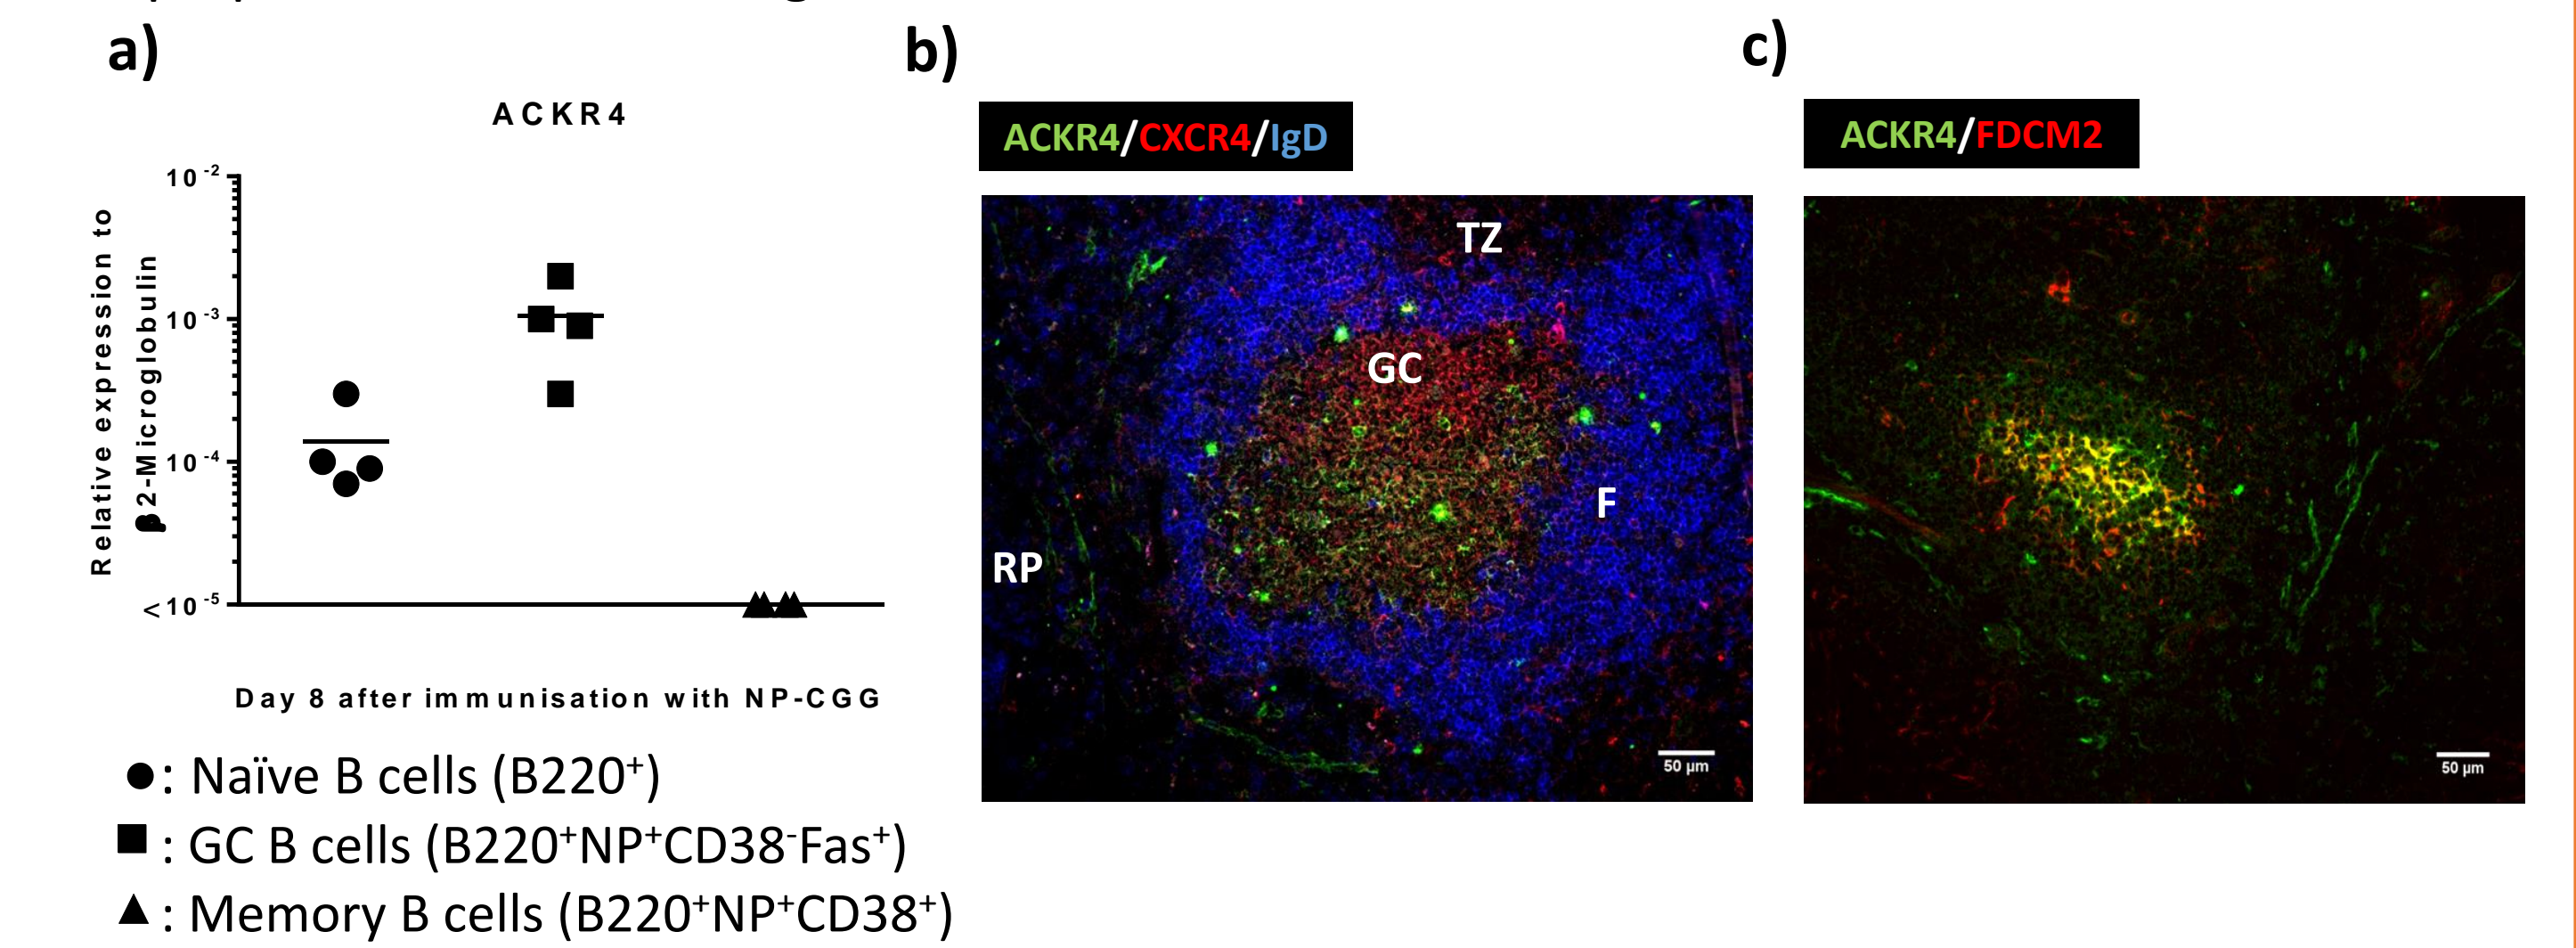 a)
ACKR4
Relative expression to
β2-Microglobulin
10-2
10-3
10-4
<10-5
Day 8 after immunisation with NP-CGG
●: Naïve B cells (B220⁺)
■: GC B cells (B220⁺NP⁺CD38⁻Fas⁺)
▲: Memory B cells (B220⁺NP⁺CD38⁺)
b)
ACKR4/CXCR4/IgD
TZ
GC
F
RP
50 µm
c)
ACKR4/FDCM2
50 µm